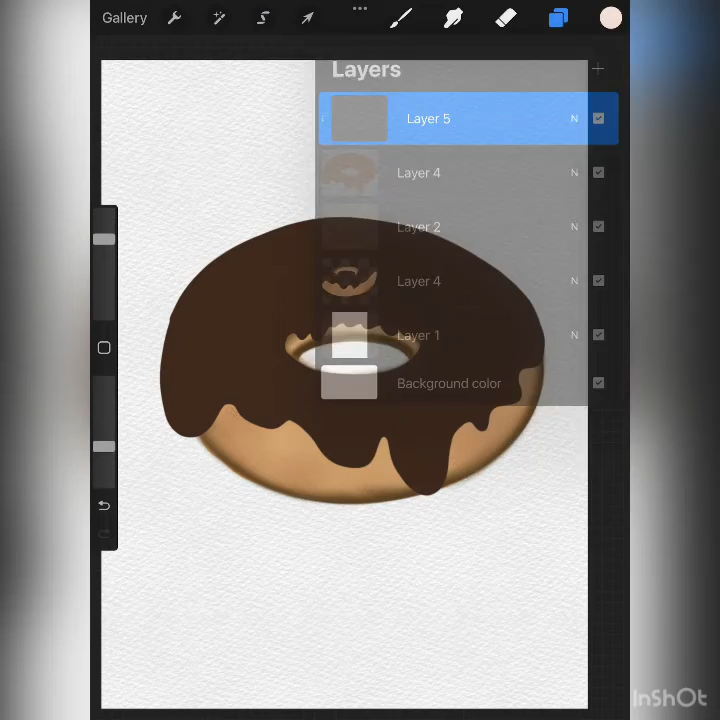 Gallery
Layers
Layer 5 N
Layer 4 N
Layer 2 N
Layer 4 N
Layer 1 N
Background color
InShOt